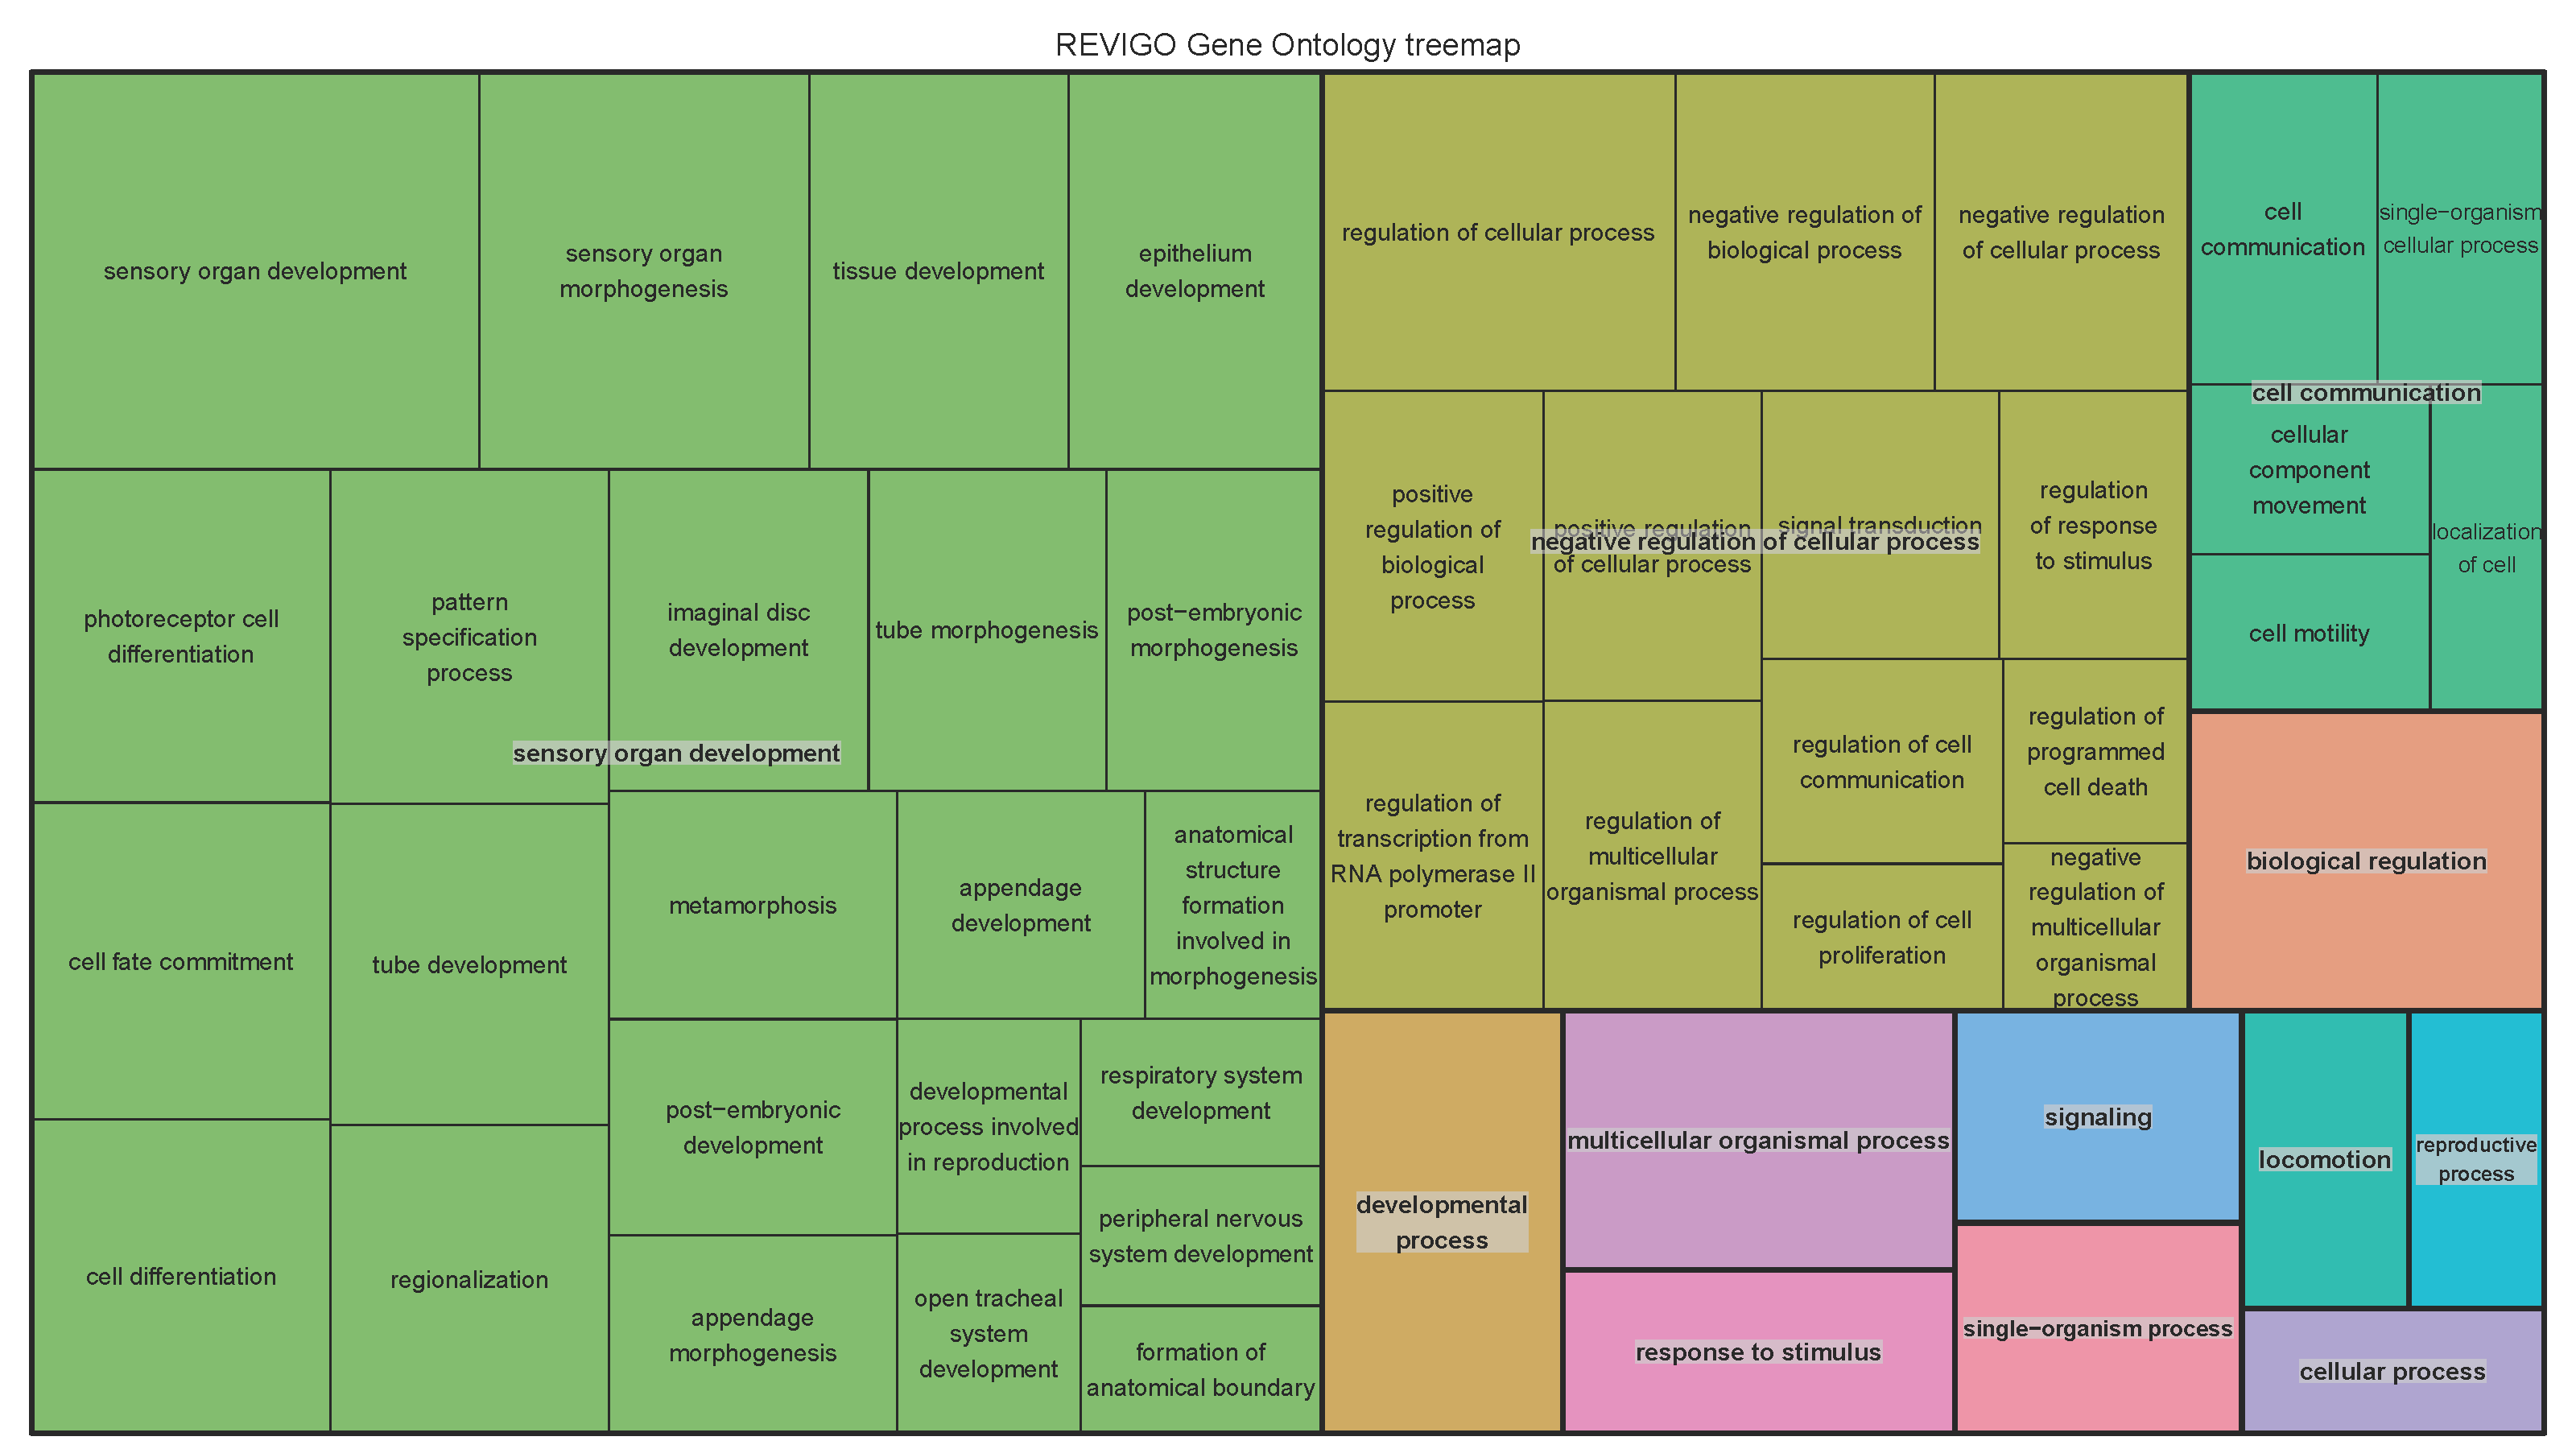 REVIGO Gene Ontology treemap
sensory organ development
sensory organ
morphogenesis
tissue development
epithelium
development
photoreceptor cell
differentiation
pattern
specification
process
imaginal disc
development
tube morphogenesis
post−embryonic
morphogenesis
sensory organ development
cell fate commitment
tube development
metamorphosis
appendage
development
anatomical
structure
formation
involved in
morphogenesis
cell differentiation
regionalization
post−embryonic
development
developmental
process involved
in reproduction
respiratory system
development
peripheral nervous
system development
appendage
morphogenesis
open tracheal
system
development
formation of
anatomical boundary
regulation of cellular process
negative regulation of
biological process
negative regulation
of cellular process
positive
regulation of
biological
process
positive regulation
of cellular process
signal transduction
negative regulation of cellular process
regulation
of response
to stimulus
regulation of
transcription from
RNA polymerase II
promoter
regulation of
multicellular
organismal process
regulation of cell
communication
regulation of
programmed
cell death
regulation of cell
proliferation
negative
regulation of
multicellular
organismal
process
cell
communication
single−organism
cellular process
cell communication
cellular
component
movement
localization
of cell
cell motility
biological regulation
developmental
process
multicellular organismal process
response to stimulus
signaling
single−organism process
locomotion
reproductive
process
cellular process